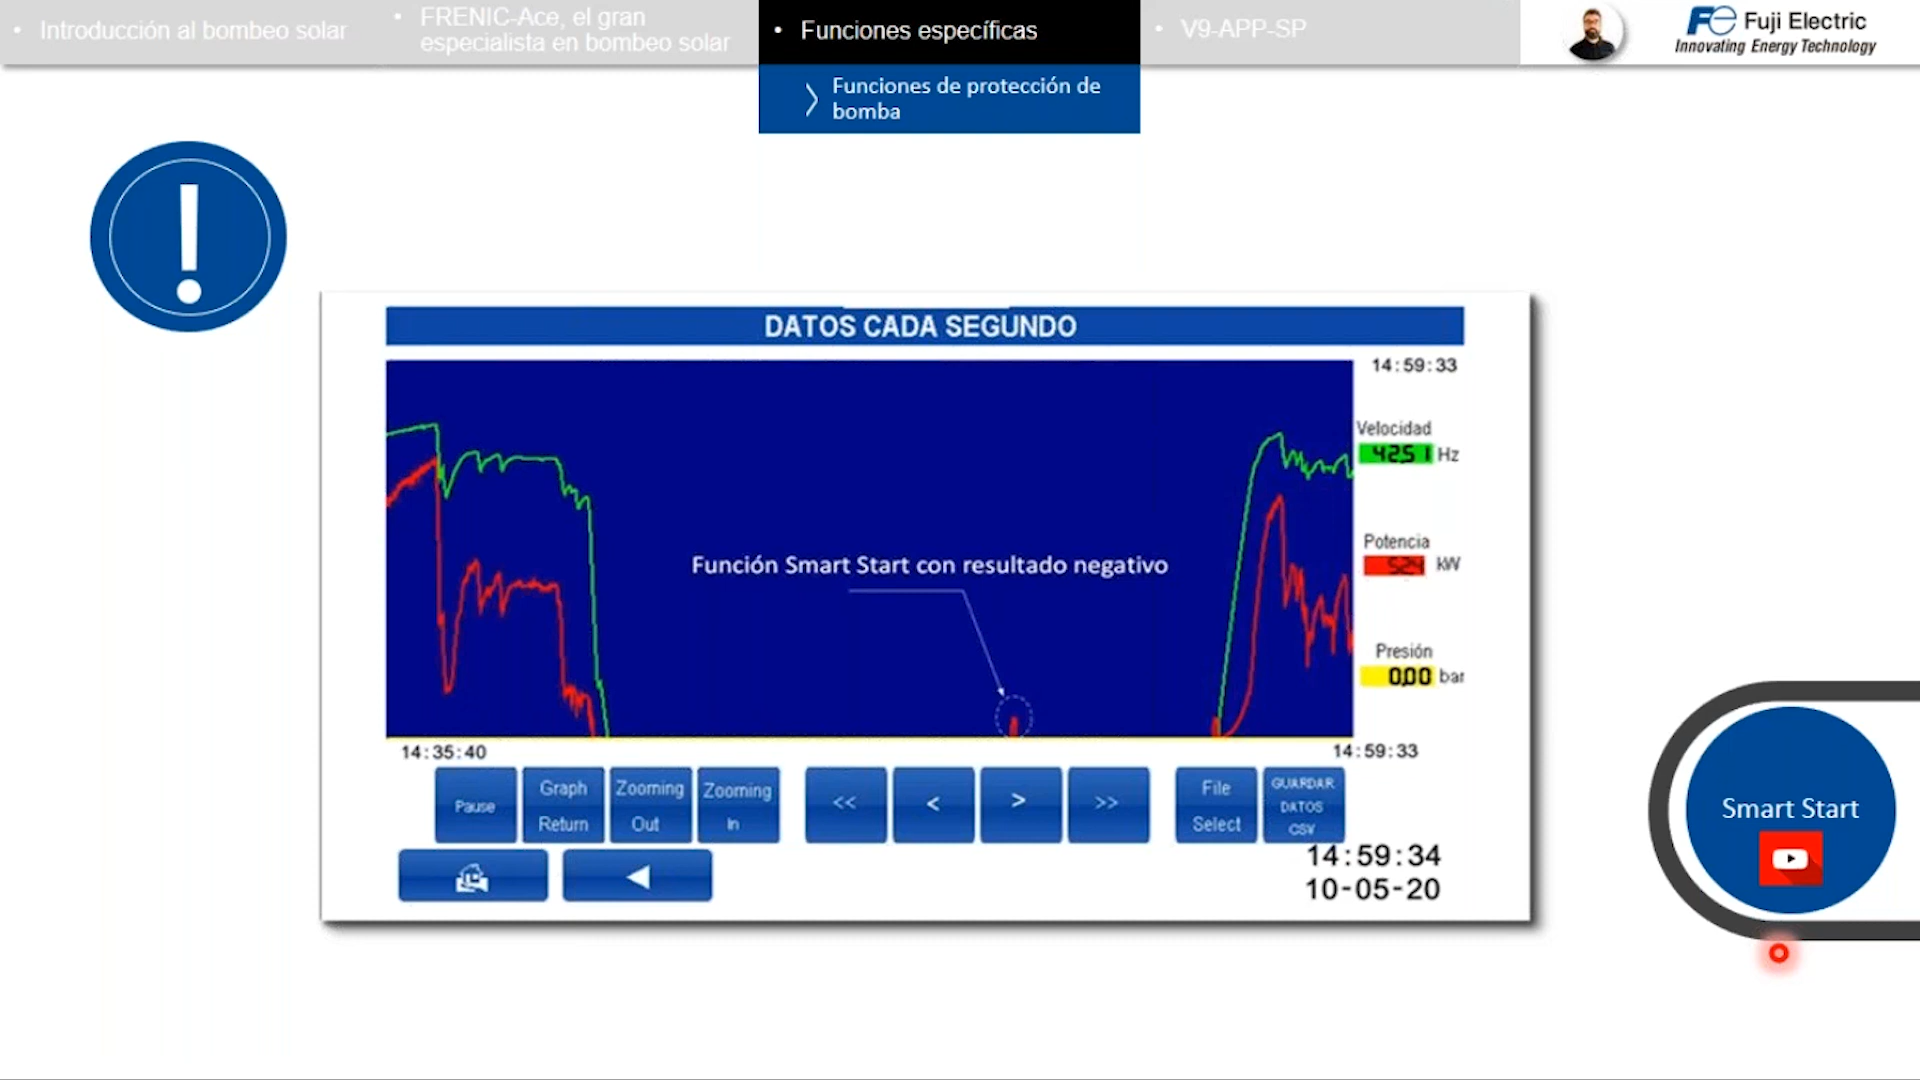 • Introducción al bombeo solar
• FRENIC-Ace, el gran
especialista en bombeo solar
• Funciones específicas
• V9-APP-SP
Fe Fuji Electric
Innovating Energy Technology
Funciones de protección de
bomba
DATOS CADA SEGUNDO
14:59:33
Velocidad
42,51 Hz
Función Smart Start con resultado negativo
Potencia
kW
Presión
0,00 bar
14:35:40
14:59:33
Pause
Graph
Return
Zooming
Out
Zooming
In
<<
<
>
>>
File
Select
GUARDAR
DATOS
CSV
14:59:34
10-05-20
Smart Start